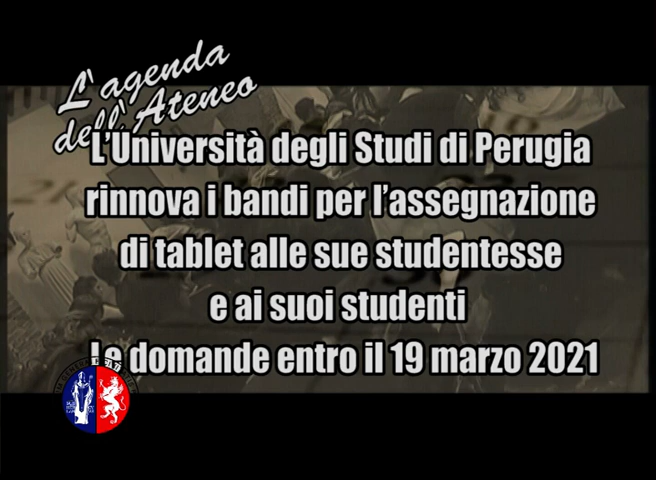 L'agenda
dell'Ateneo
L'Università degli Studi di Perugia
rinnova i bandi per l'assegnazione
di tablet alle sue studentesse
e ai suoi studenti
le domande entro il 19 marzo 2021